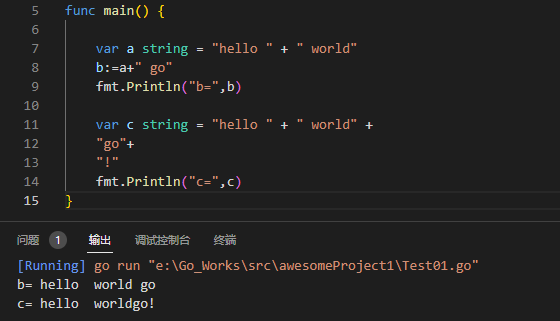 5 func main() {
6
7 var a string = "hello " + " world"
8 b:=a+" go"
9 fmt.Println("b=",b)
10
11 var c string = "hello " + " world" +
12 "go"+
13 "!"
14 fmt.Println("c=",c)
15 }
问题 1 输出 调试控制台 终端
[Running] go run "e:\Go_Works\src\awesomeProject1\Test01.go"
b= hello  world go
c= hello  worldgo!